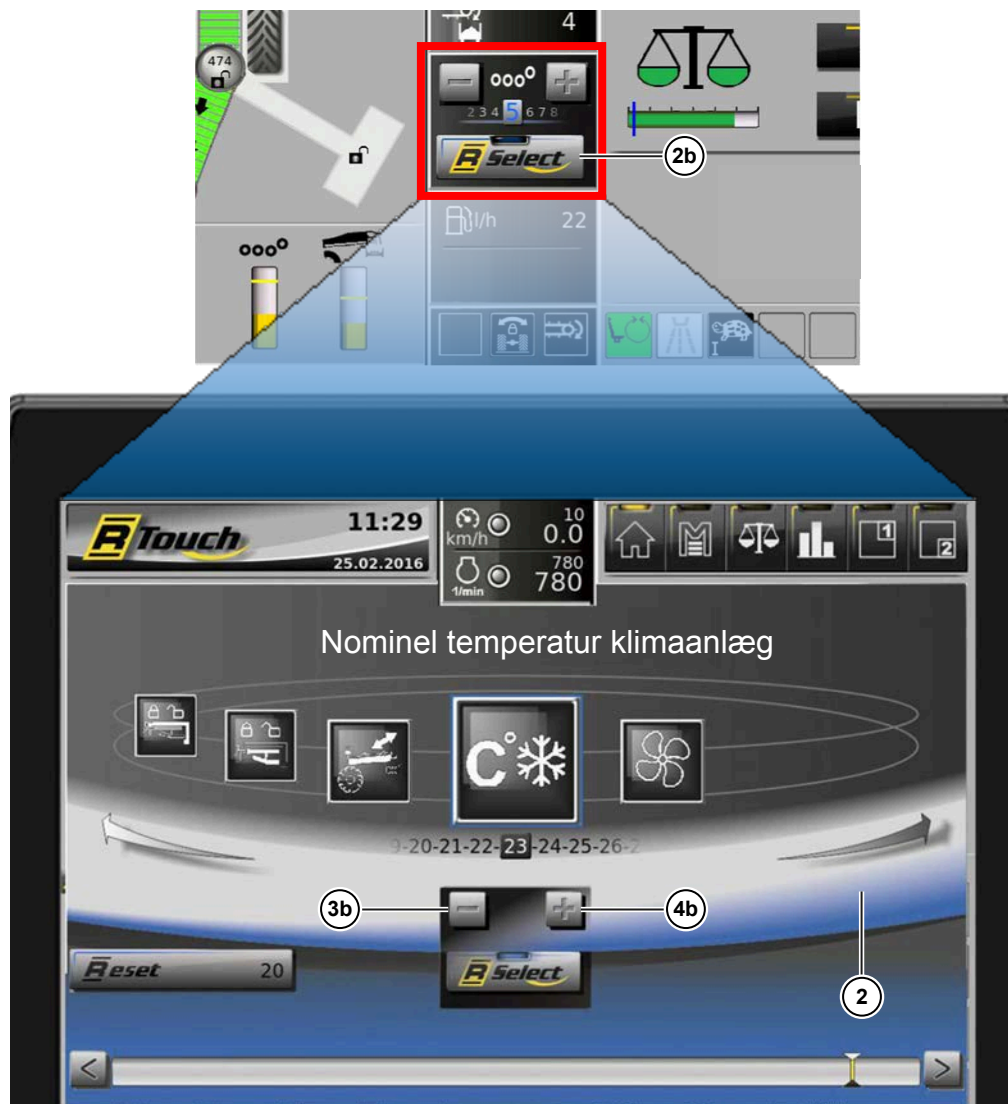 4
474
2 3 4 5 6 7 8
R Select
2b
l/h 22
R Touch
11:29
25.02.2016
km/h
10
0.0
1/min
780
780
1
2
Nominel temperatur klimaanlæg
C°
9-20-21-22-23-24-25-26-2
3b
4b
Reset 20
R Select
2
<
>